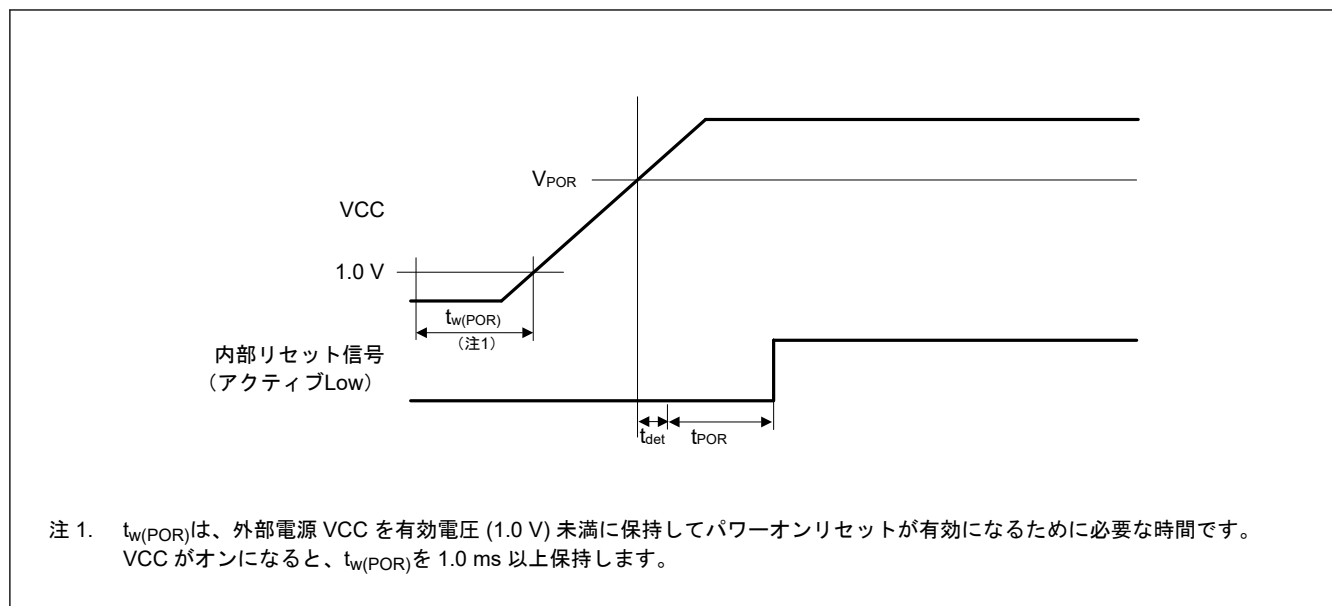 VPOR
VCC
1.0 V
tw(POR)
（注1）
内部リセット信号
（アクティブLow）
tdet
tPOR
注 1. tw(POR)は、外部電源 VCC を有効電圧 (1.0 V) 未満に保持してパワーオンリセットが有効になるために必要な時間です。
VCC がオンになると、tw(POR)を 1.0 ms 以上保持します。